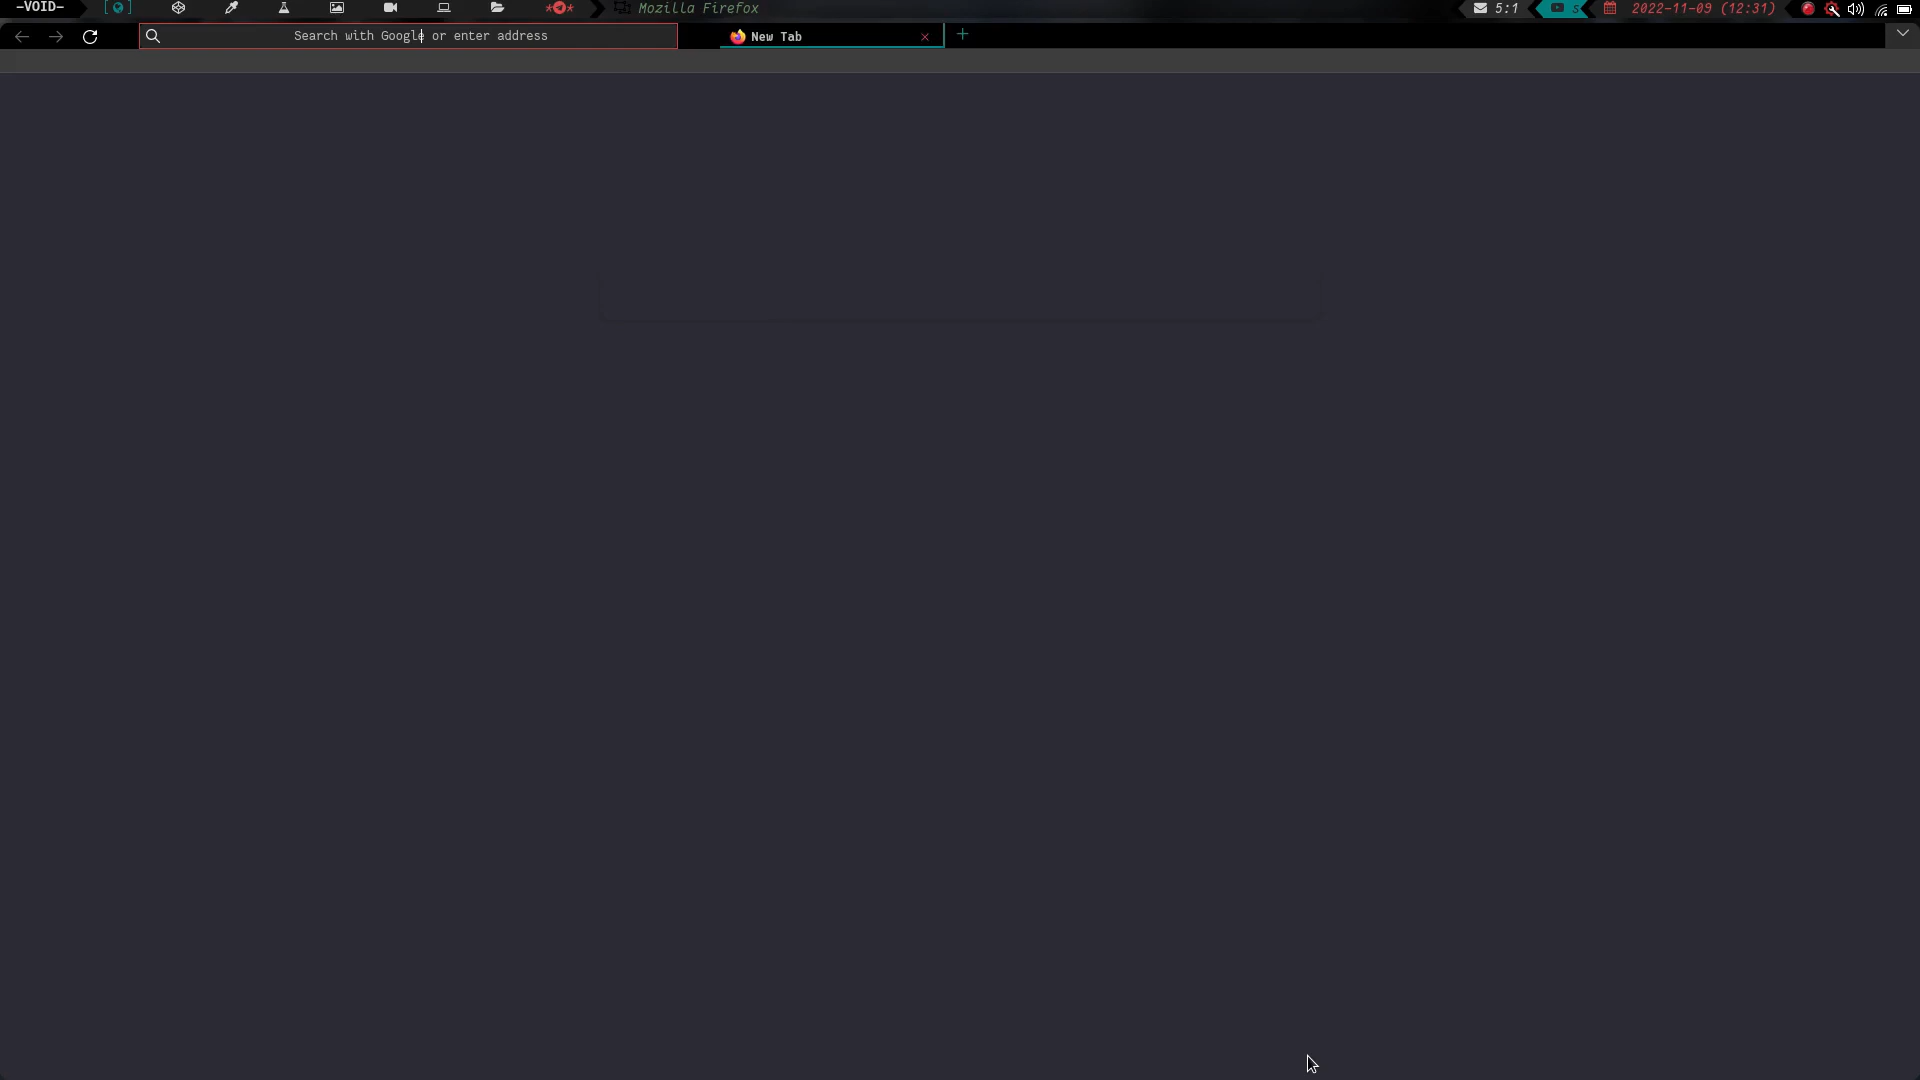 -VOID-
[ ]
* *
Mozilla Firefox
5:1
s
2022-11-09 (12:31)
Search with Google or enter address
New Tab